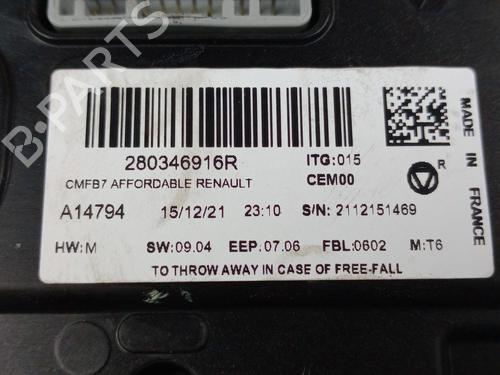 280346916R ITG:015
CMFB7 AFFORDABLE RENAULT CEM00
A14794 15/12/21 23:10 S/N: 2112151469
HW:M SW:09.04 EEP.07.06 FBL:0602 M:T6
TO THROW AWAY IN CASE OF FREE-FALL
R
MADE IN FRANCE
B-PARTS